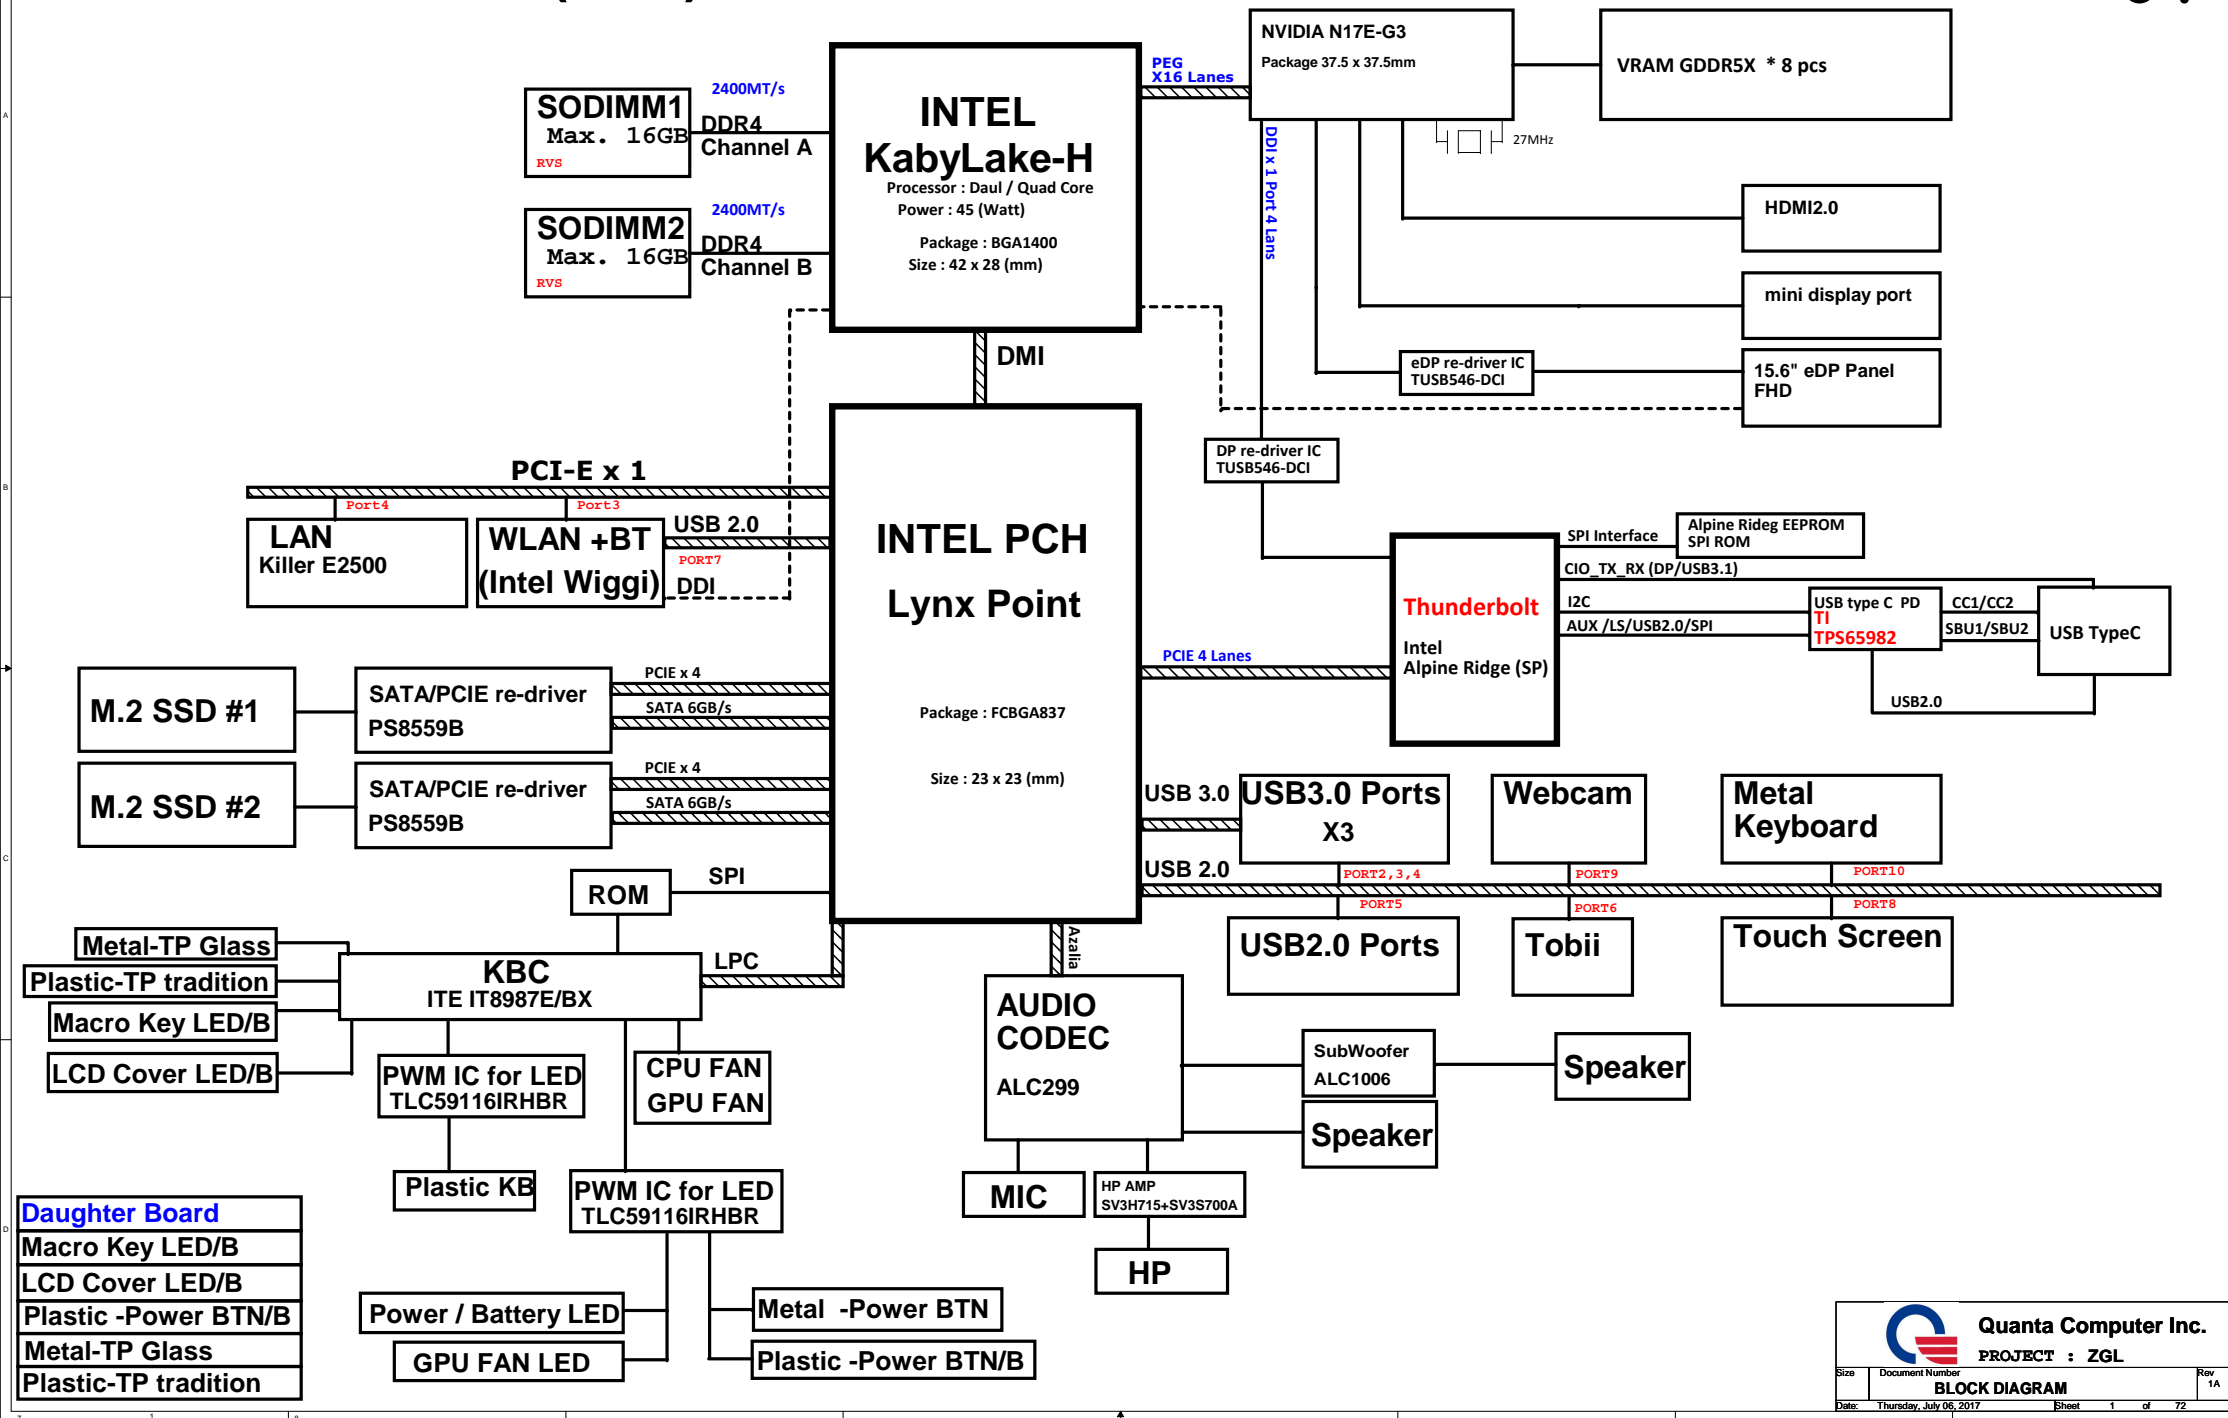 NVIDIA N17E-G3
Package 37.5 x 37.5mm
VRAM GDDR5X * 8 pcs
PEG
X16 Lanes
27MHz
DDI x 1 Port 4 Lans
SODIMM1
Max. 16GB
RVS
2400MT/s
DDR4
Channel A
SODIMM2
Max. 16GB
RVS
2400MT/s
DDR4
Channel B
INTEL
KabyLake-H
Processor : Daul / Quad Core
Power : 45 (Watt)
Package : BGA1400
Size : 42 x 28 (mm)
HDMI2.0
mini display port
eDP re-driver IC
TUSB546-DCI
15.6" eDP Panel
FHD
DMI
DP re-driver IC
TUSB546-DCI
PCI-E x 1
Port4
Port3
LAN
Killer E2500
WLAN +BT
(Intel Wiggi)
USB 2.0
PORT7
DDI
INTEL PCH
Lynx Point
Package : FCBGA837
Size : 23 x 23 (mm)
Thunderbolt
Intel
Alpine Ridge (SP)
PCIE 4 Lanes
SPI Interface
Alpine Rideg EEPROM
SPI ROM
CIO_TX_RX (DP/USB3.1)
I2C
AUX /LS/USB2.0/SPI
USB type C PD
TI
TPS65982
CC1/CC2
SBU1/SBU2
USB TypeC
USB2.0
M.2 SSD #1
SATA/PCIE re-driver
PS8559B
PCIE x 4
SATA 6GB/s
M.2 SSD #2
SATA/PCIE re-driver
PS8559B
PCIE x 4
SATA 6GB/s
USB 3.0
USB3.0 Ports
X3
Webcam
Metal
Keyboard
USB 2.0
PORT2,3,4
PORT9
PORT10
PORT5
PORT6
PORT8
USB2.0 Ports
Tobii
Touch Screen
ROM
SPI
Metal-TP Glass
Plastic-TP tradition
Macro Key LED/B
LCD Cover LED/B
KBC
ITE IT8987E/BX
LPC
Azalia
AUDIO
CODEC
ALC299
SubWoofer
ALC1006
Speaker
Speaker
MIC
HP AMP
SV3H715+SV3S700A
HP
PWM IC for LED
TLC59116IRHBR
CPU FAN
GPU FAN
Plastic KB
PWM IC for LED
TLC59116IRHBR
Power / Battery LED
GPU FAN LED
Metal -Power BTN
Plastic -Power BTN/B
Daughter Board
Macro Key LED/B
LCD Cover LED/B
Plastic -Power BTN/B
Metal-TP Glass
Plastic-TP tradition
Quanta Computer Inc.
PROJECT : ZGL
Size
Document Number
Rev
BLOCK DIAGRAM
1A
Date: Thursday, July 06, 2017
Sheet 1 of 72
A
B
C
D